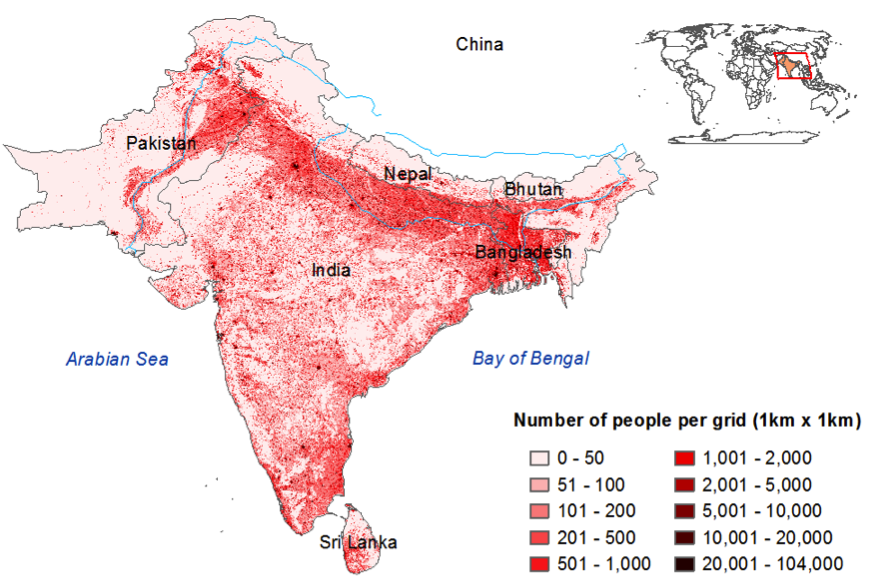 China
Pakistan
Nepal
Bhutan
Bangladesh
India
Arabian Sea
Bay of Bengal
Sri Lanka
Number of people per grid (1km x 1km)
0 - 50
51 - 100
101 - 200
201 - 500
501 - 1,000
1,001 - 2,000
2,001 - 5,000
5,001 - 10,000
10,001 - 20,000
20,001 - 104,000